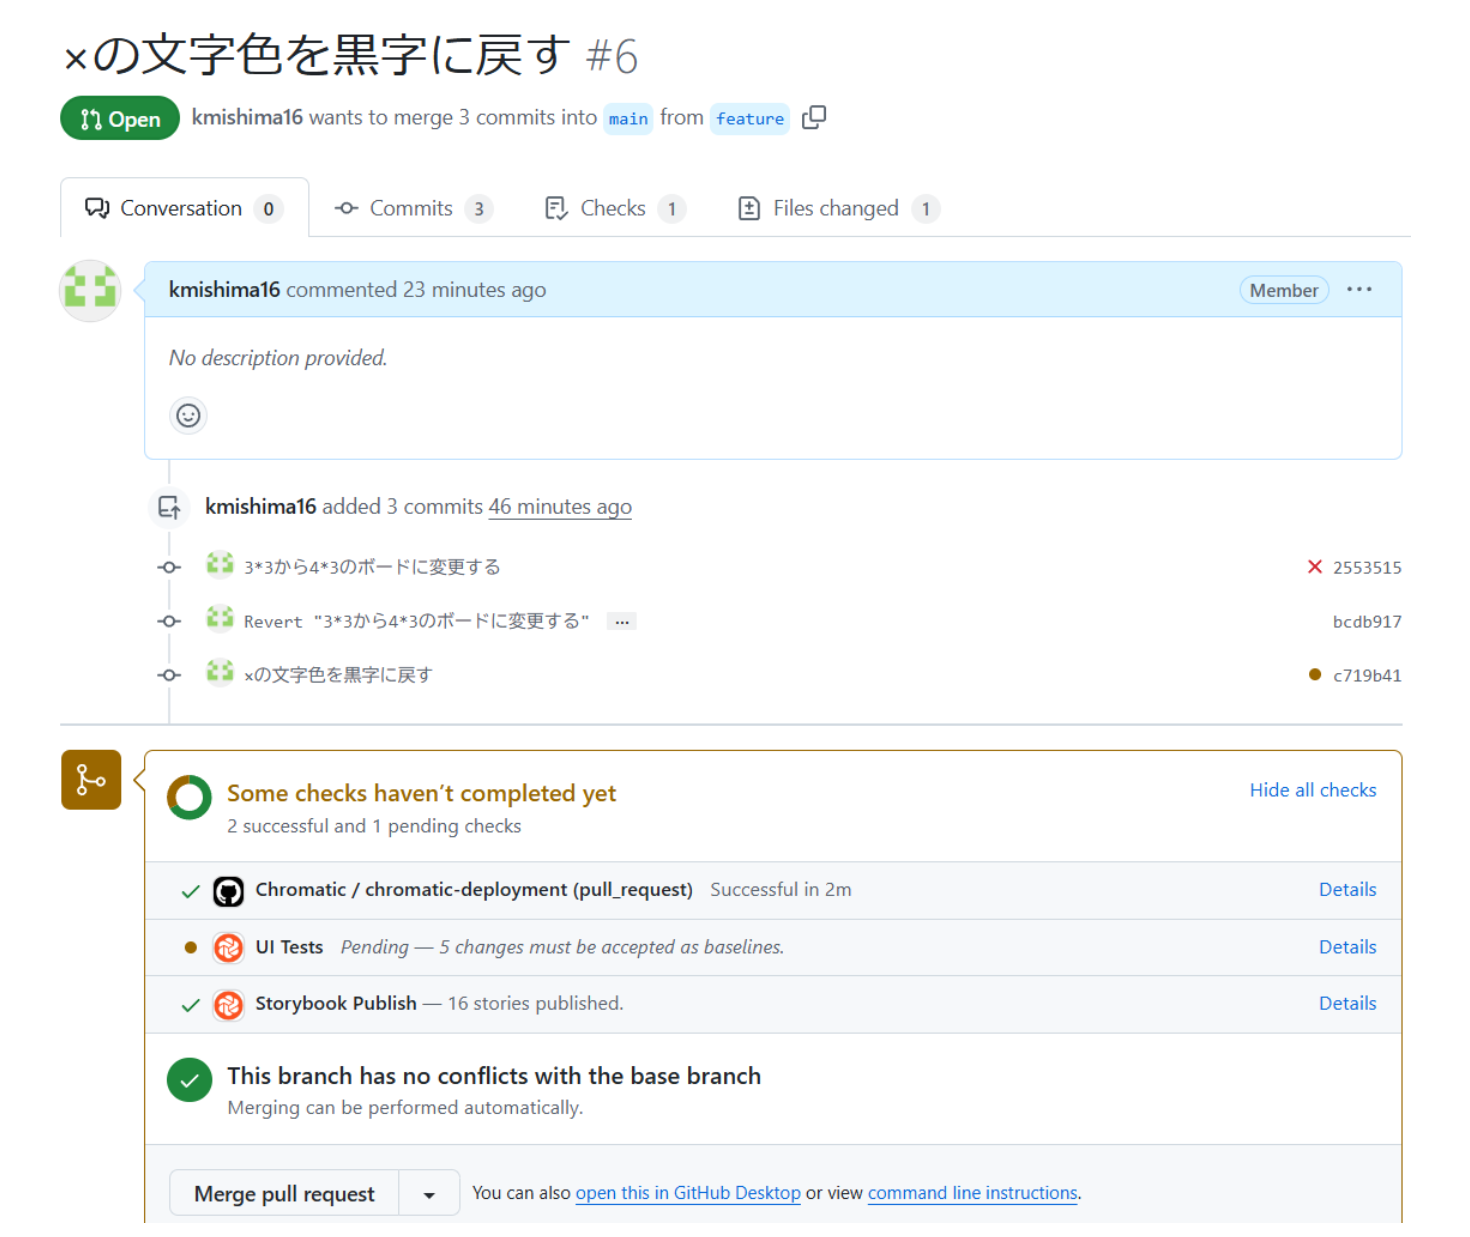 ×の文字色を黒字に戻す #6
Open kmishima16 wants to merge 3 commits into main from feature
Conversation 0 Commits 3 Checks 1 Files changed 1
kmishima16 commented 23 minutes ago Member ...
No description provided.
kmishima16 added 3 commits 46 minutes ago
3*3から4*3のボードに変更する 2553515
Revert "3*3から4*3のボードに変更する" ... bcdb917
×の文字色を黒字に戻す c719b41
Some checks haven't completed yet Hide all checks
2 successful and 1 pending checks
Chromatic / chromatic-deployment (pull_request) Successful in 2m Details
UI Tests Pending — 5 changes must be accepted as baselines. Details
Storybook Publish — 16 stories published. Details
This branch has no conflicts with the base branch
Merging can be performed automatically.
Merge pull request You can also open this in GitHub Desktop or view command line instructions.